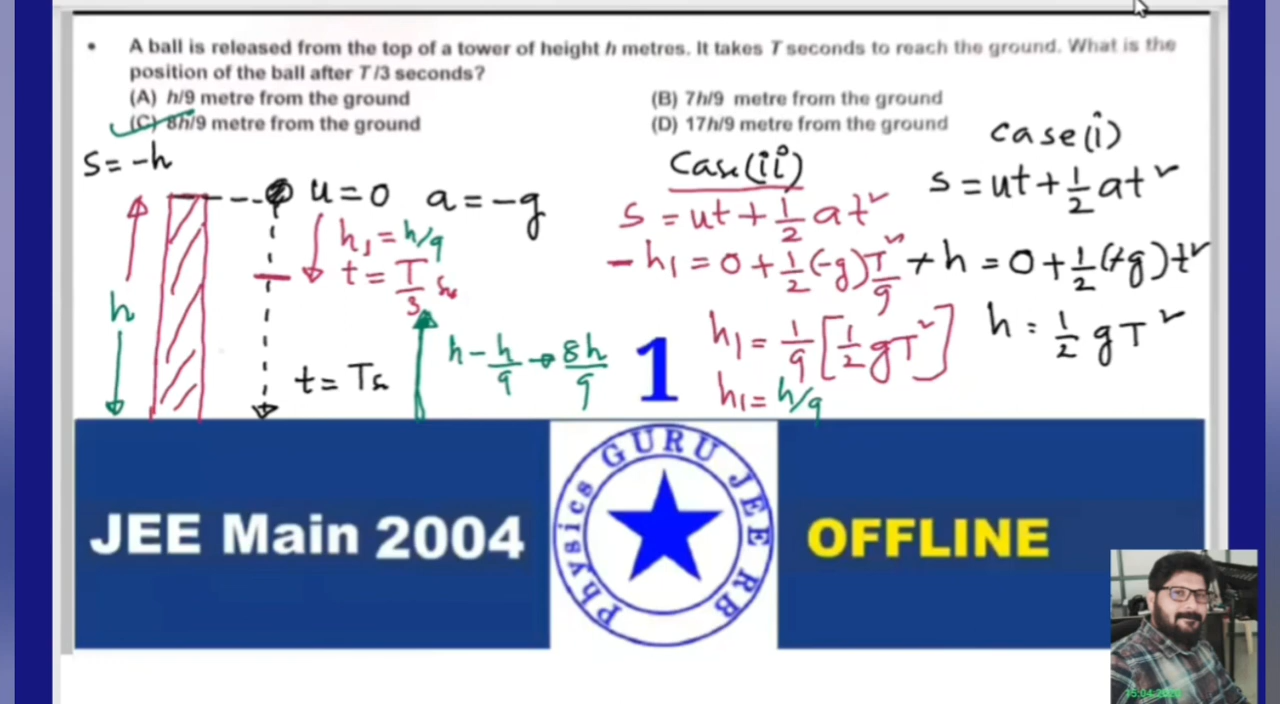 • A ball is released from the top of a tower of height h metres. It takes T seconds to reach the ground. What is the
position of the ball after T/3 seconds?
(A) h/9 metre from the ground
(B) 7h/9 metre from the ground
(C) 8h/9 metre from the ground
(D) 17h/9 metre from the ground
S = -h
u = 0 a = -g
h₁ = h/9
t = T/3
h
t = Ts
h - h/9 → 8h/9
1
Case(ii)
S = ut + 1/2 at²
-h₁ = 0 + 1/2 (-g) T²/9
h₁ = 1/9 [1/2 gT²]
h₁ = h/9
Case(i)
S = ut + 1/2 at²
+h = 0 + 1/2 (+g)t²
h = 1/2 gT²
JEE Main 2004
Physics GURU JEE RB
OFFLINE